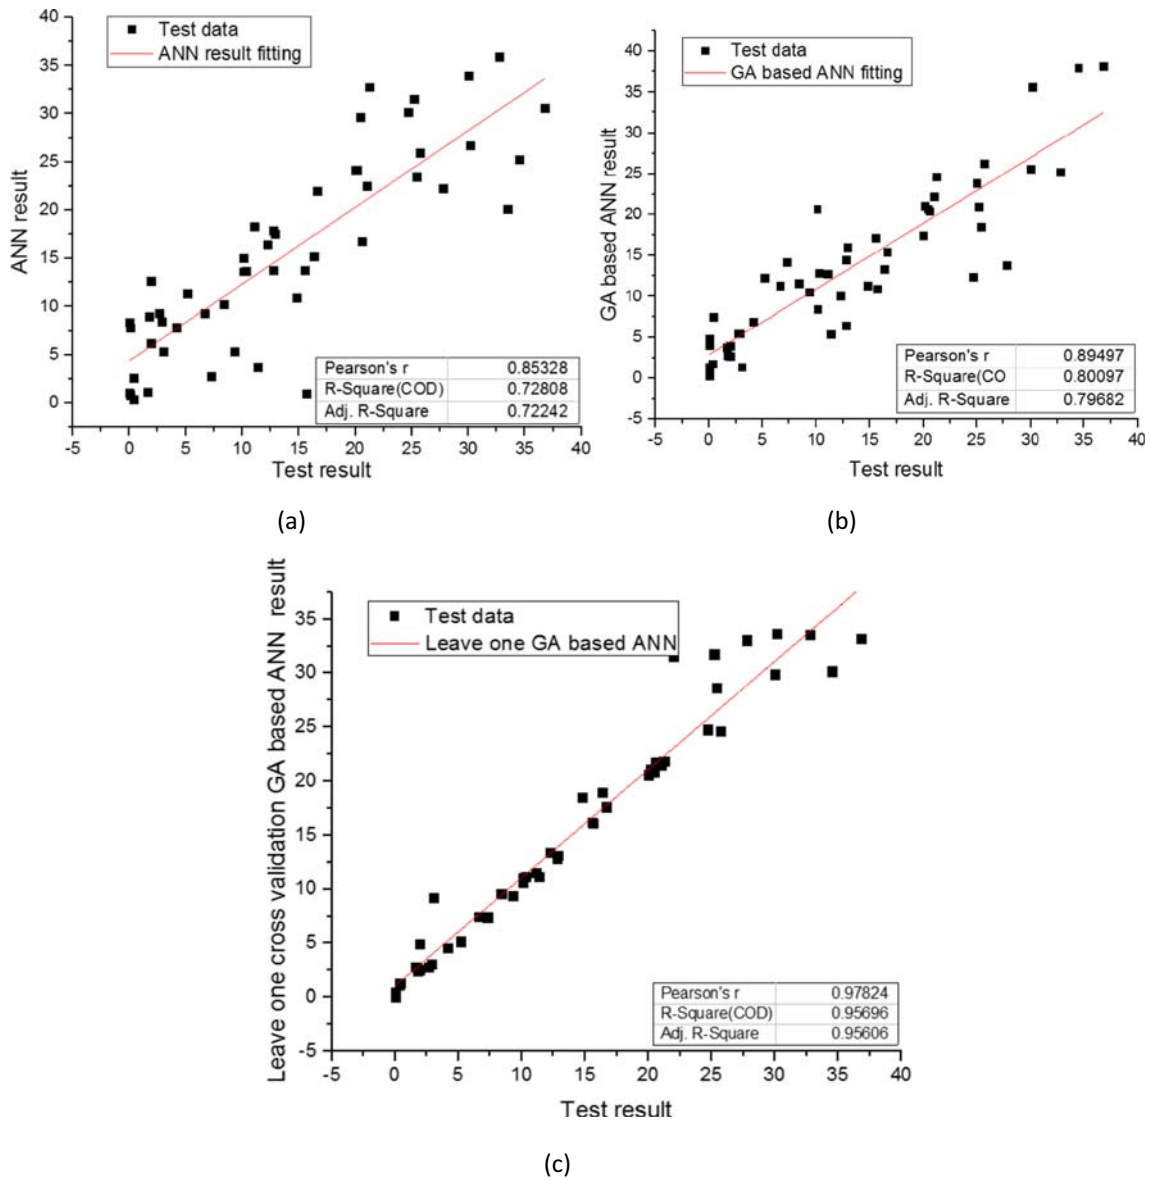 Test data
ANN result fitting
ANN result
35
30
25
20
15
10
5
0
Pearson's r 0.85328
R-Square(COD) 0.72808
Adj. R-Square 0.72242
-5 0 5 10 15 20 25 30 35 40
Test result
(a)
Test data
GA based ANN fitting
GA based ANN result
40
35
30
25
20
15
10
5
0
-5
Pearson's r 0.89497
R-Square(CO 0.80097
Adj. R-Square 0.79682
-5 0 5 10 15 20 25 30 35 40
Test result
(b)
Test data
Leave one GA based ANN
Leave one cross validation GA based ANN result
35
30
25
20
15
10
5
0
-5
Pearson's r 0.97824
R-Square(COD) 0.95696
Adj. R-Square 0.95606
-5 0 5 10 15 20 25 30 35 40
Test result
(c)